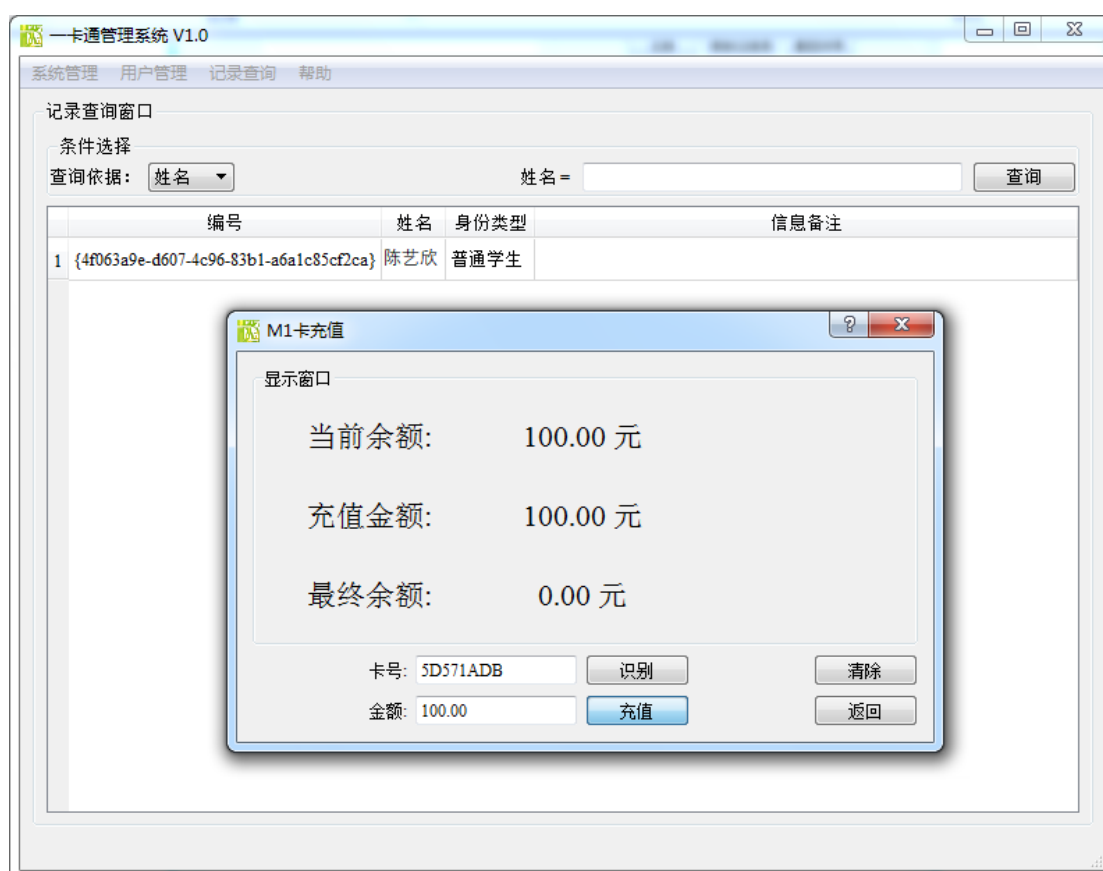 一卡通管理系统 V1.0
系统管理 用户管理 记录查询 帮助
记录查询窗口
条件选择
查询依据: 姓名 姓名 = 查询
编号 姓名 身份类型 信息备注
1 {4f063a9e-d607-4c96-83b1-a6a1c85cf2ca} 陈艺欣 普通学生
M1卡充值
显示窗口
当前余额: 100.00 元
充值金额: 100.00 元
最终余额: 0.00 元
卡号: 5D571ADB 识别 清除
金额: 100.00 充值 返回